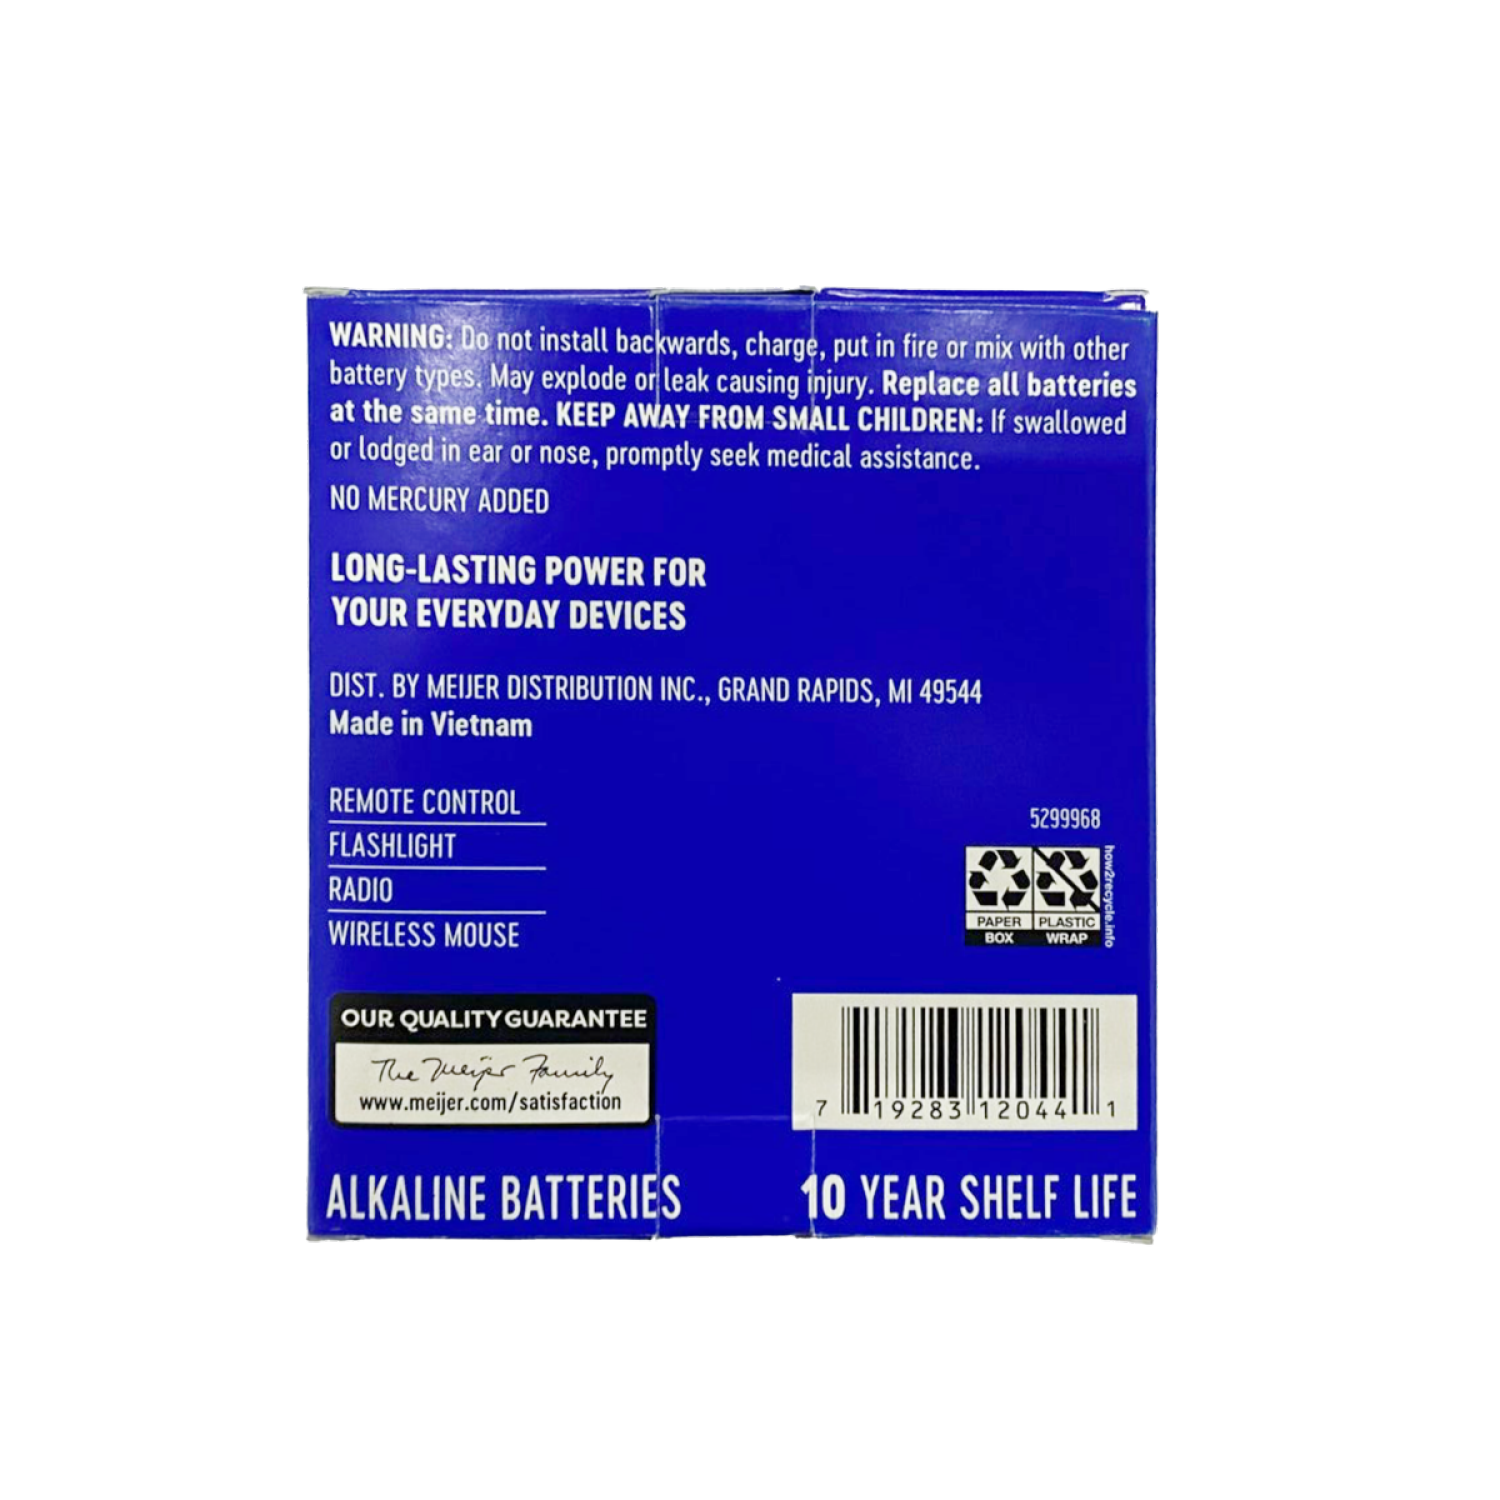 WARNING: Do not install backwards, charge, put in fire or mix with other
battery types. May explode or leak causing injury. Replace all batteries
at the same time. KEEP AWAY FROM SMALL CHILDREN: If swallowed
or lodged in ear or nose, promptly seek medical assistance.
NO MERCURY ADDED
LONG-LASTING POWER FOR
YOUR EVERYDAY DEVICES
DIST. BY MEIJER DISTRIBUTION INC., GRAND RAPIDS, MI 49544
Made in Vietnam
REMOTE CONTROL
FLASHLIGHT
RADIO
WIRELESS MOUSE
5299968
PAPER PLASTIC
BOX WRAP
how2recycle.info
OUR QUALITY GUARANTEE
The Meijer Family
www.meijer.com/satisfaction
7 19283 12044 1
ALKALINE BATTERIES
10 YEAR SHELF LIFE